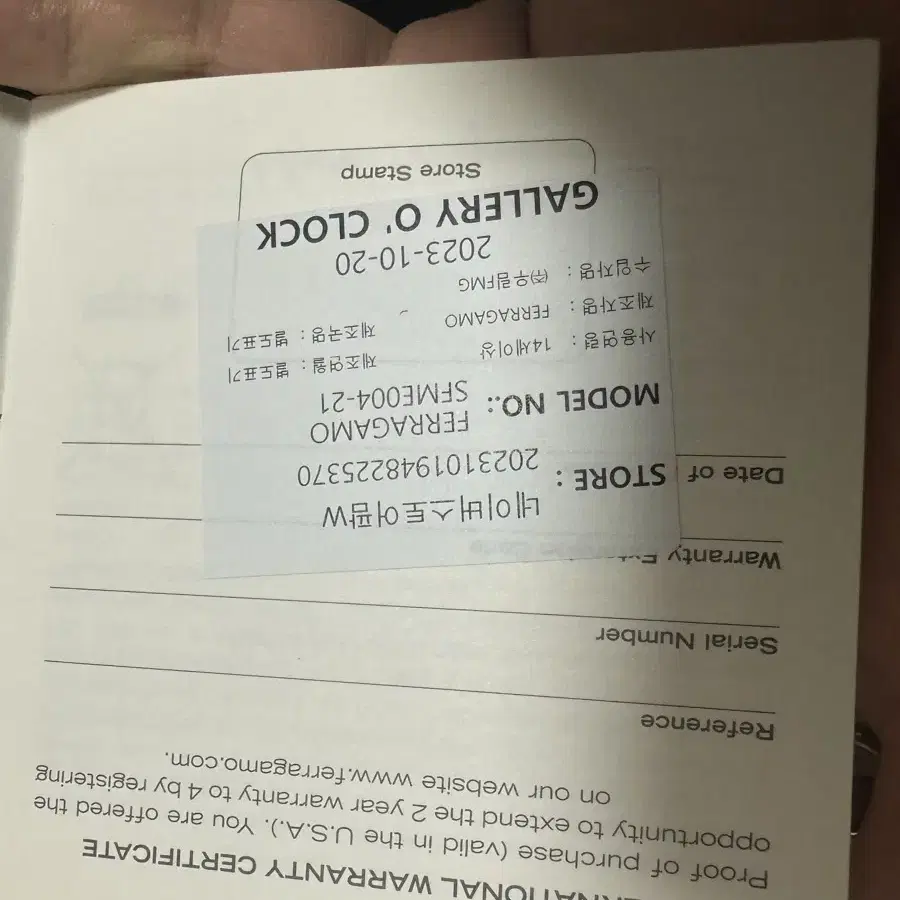 ERNATIONAL WARRANTY CERTIFICATE
Proof of purchase (valid in the U.S.A.). You are offered the
opportunity to extend the 2 year warranty to 4 by registering
on our website www.ferragamo.com.
Reference
Serial Number
Warranty
Date of
네이버스토어팜W
STORE : 2023101948225370
FERRAGAMO
MODEL NO.: SFME004-21
사용연령 : 14세이상 제조연월 : 별도표기
제조자명 : FERRAGAMO 제조국명 : 별도표기
수입자명 : ㈜우림FMG
2023-10-20
GALLERY O' CLOCK
Store Stamp